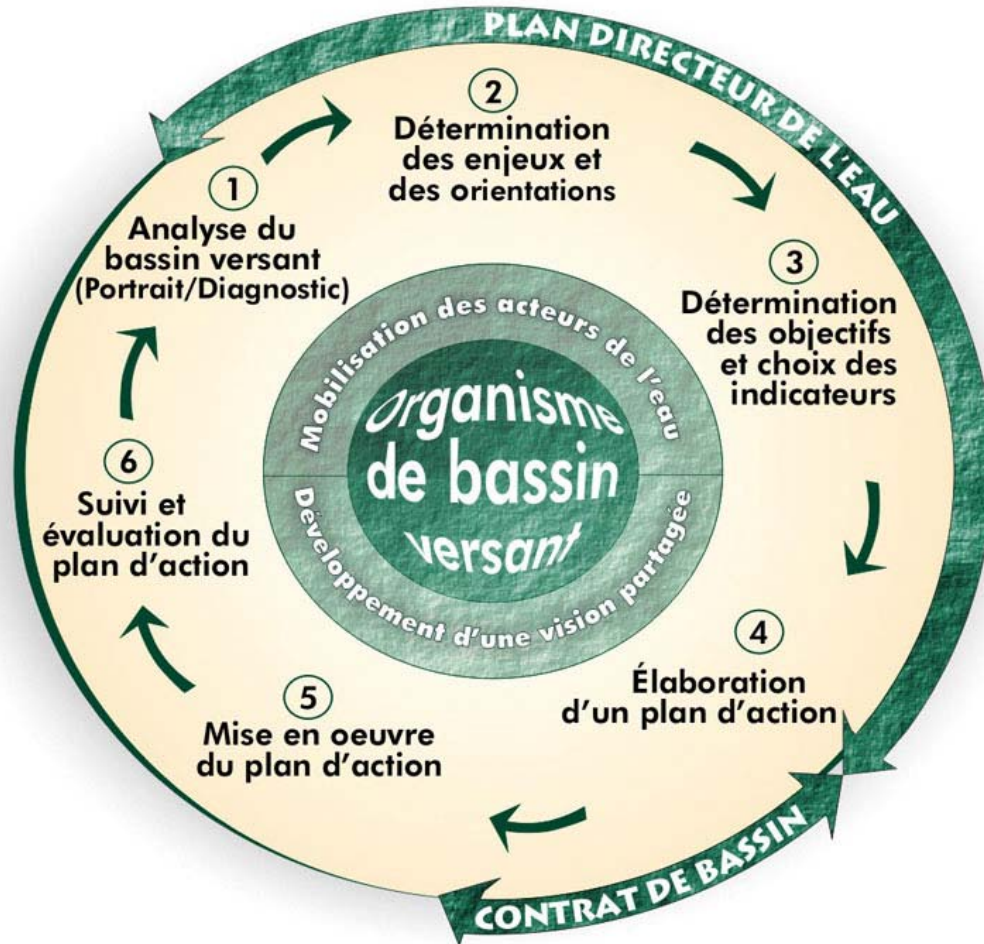 PLAN DIRECTEUR DE L'EAU
1
Analyse du
bassin versant
(Portrait/Diagnostic)
2
Détermination
des enjeux et
des orientations
3
Détermination
des objectifs
et choix des
indicateurs
4
Élaboration
d'un plan d'action
5
Mise en oeuvre
du plan d'action
6
Suivi et
évaluation du
plan d'action
Mobilisation des acteurs de l'eau
Organisme
de bassin
versant
Développement d'une vision partagée
CONTRAT DE BASSIN